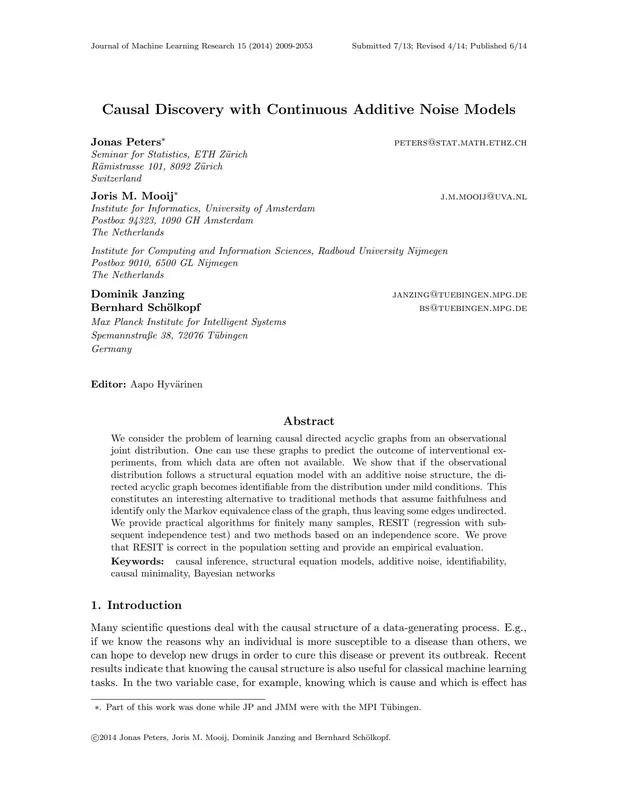 Journal of Machine Learning Research 15 (2014) 2009-2053 Submitted 7/13; Revised 4/14; Published 6/14
Causal Discovery with Continuous Additive Noise Models
Jonas Peters∗ PETERS@STAT.MATH.ETHZ.CH
Seminar for Statistics, ETH Zürich
Rämistrasse 101, 8092 Zürich
Switzerland
Joris M. Mooij∗ J.M.MOOIJ@UVA.NL
Institute for Informatics, University of Amsterdam
Postbox 94323, 1090 GH Amsterdam
The Netherlands
Institute for Computing and Information Sciences, Radboud University Nijmegen
Postbox 9010, 6500 GL Nijmegen
The Netherlands
Dominik Janzing JANZING@TUEBINGEN.MPG.DE
Bernhard Schölkopf BS@TUEBINGEN.MPG.DE
Max Planck Institute for Intelligent Systems
Spemannstraße 38, 72076 Tübingen
Germany
Editor: Aapo Hyvärinen
Abstract
We consider the problem of learning causal directed acyclic graphs from an observational
joint distribution. One can use these graphs to predict the outcome of interventional ex-
periments, from which data are often not available. We show that if the observational
distribution follows a structural equation model with an additive noise structure, the di-
rected acyclic graph becomes identifiable from the distribution under mild conditions. This
constitutes an interesting alternative to traditional methods that assume faithfulness and
identify only the Markov equivalence class of the graph, thus leaving some edges undirected.
We provide practical algorithms for finitely many samples, RESIT (regression with sub-
sequent independence test) and two methods based on an independence score. We prove
that RESIT is correct in the population setting and provide an empirical evaluation.
Keywords: causal inference, structural equation models, additive noise, identifiability,
causal minimality, Bayesian networks
1. Introduction
Many scientific questions deal with the causal structure of a data-generating process. E.g.,
if we know the reasons why an individual is more susceptible to a disease than others, we
can hope to develop new drugs in order to cure this disease or prevent its outbreak. Recent
results indicate that knowing the causal structure is also useful for classical machine learning
tasks. In the two variable case, for example, knowing which is cause and which is effect has
∗. Part of this work was done while JP and JMM were with the MPI Tübingen.
©2014 Jonas Peters, Joris M. Mooij, Dominik Janzing and Bernhard Schölkopf.